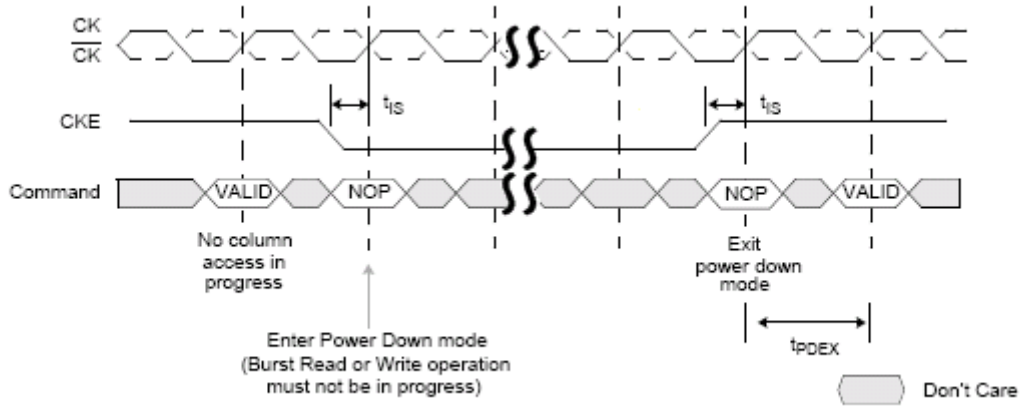 CK
CK
tIS
tIS
CKE
Command
VALID
NOP
NOP
VALID
No column
access in
progress
Exit
power down
mode
Enter Power Down mode
(Burst Read or Write operation
must not be in progress)
tPDEX
Don't Care